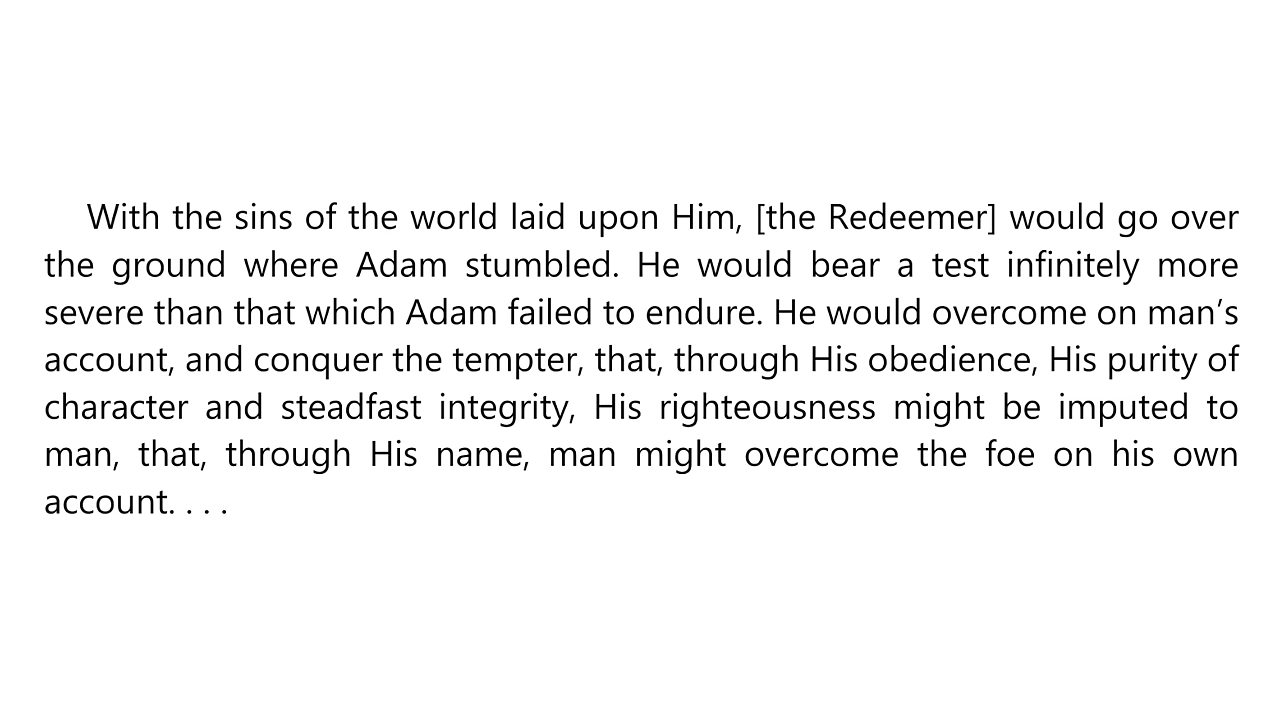 With the sins of the world laid upon Him, [the Redeemer] would go over
the ground where Adam stumbled. He would bear a test infinitely more
severe than that which Adam failed to endure. He would overcome on man’s
account, and conquer the tempter, that, through His obedience, His purity of
character and steadfast integrity, His righteousness might be imputed to
man, that, through His name, man might overcome the foe on his own
account. . . .